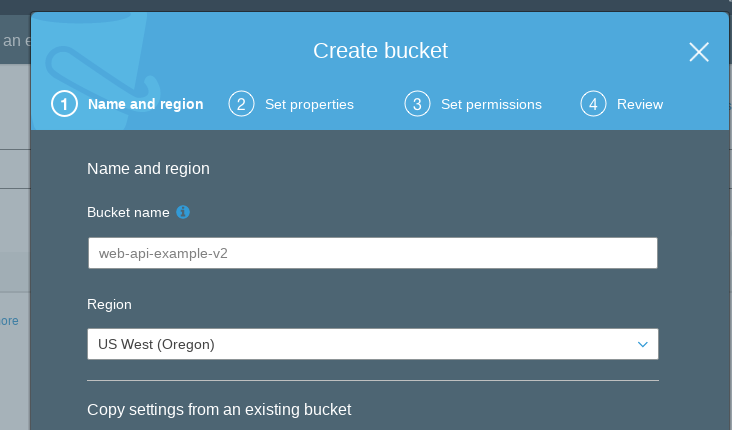 an e
Create bucket
1 Name and region 2 Set properties 3 Set permissions 4 Review
Name and region
Bucket name
web-api-example-v2
Region
ore
US West (Oregon)
Copy settings from an existing bucket